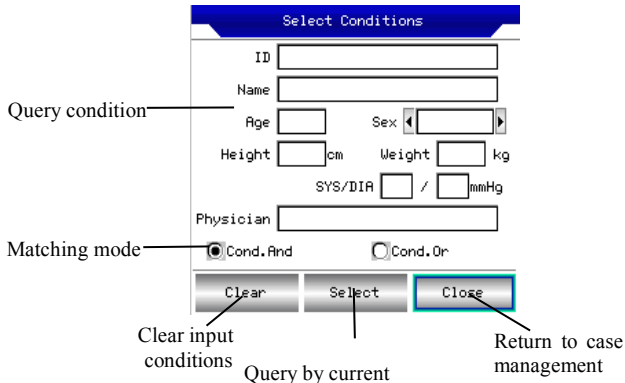 Select Conditions
ID
Name
Query condition
Age Sex
Height cm Weight kg
SYS/DIA / mmHg
Physician
Matching mode
Cond.And Cond.Or
Clear Select Close
Clear input
conditions
Query by current
Return to case
management